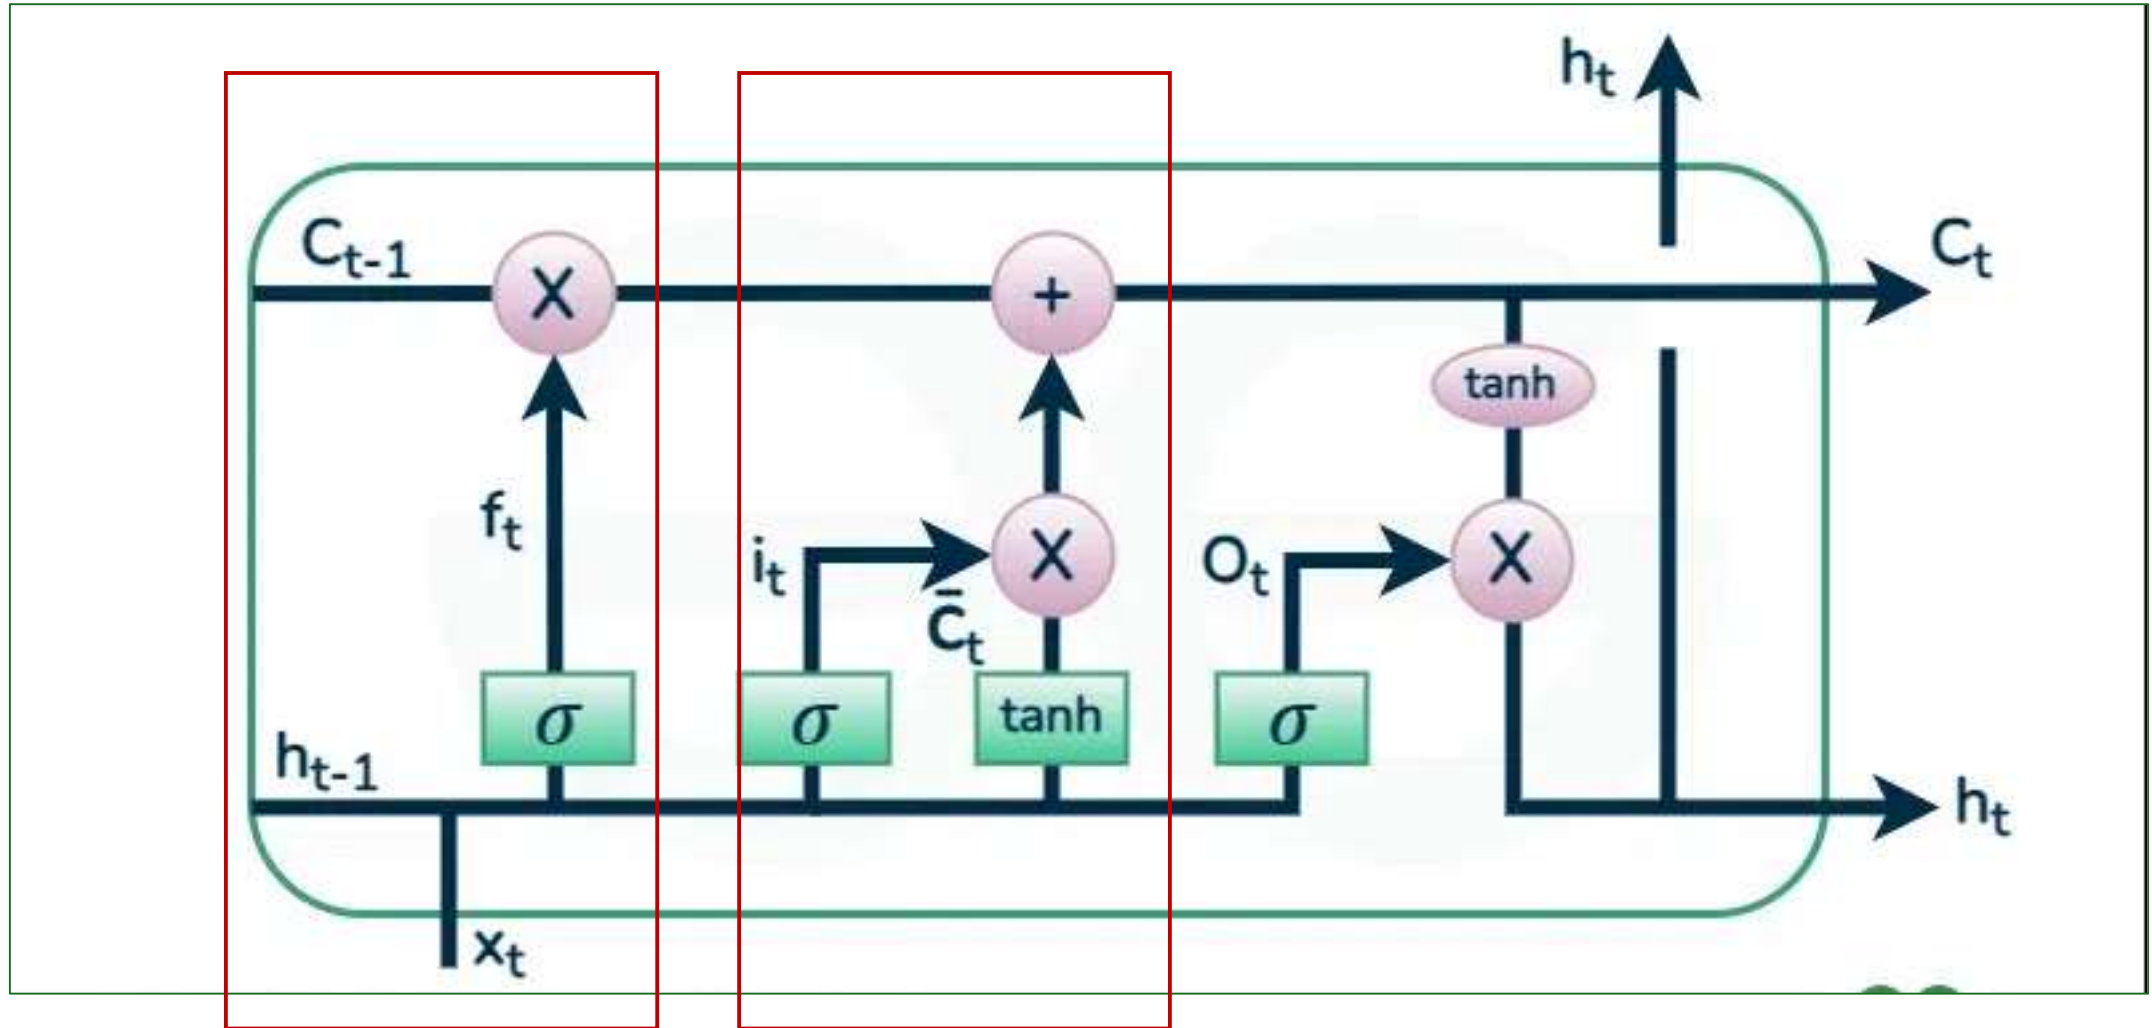 hₜ
Cₜ₋₁
X
+
Cₜ
tanh
fₜ
iₜ
X
Oₜ
X
C̄ₜ
σ
σ
tanh
σ
hₜ₋₁
hₜ
xₜ